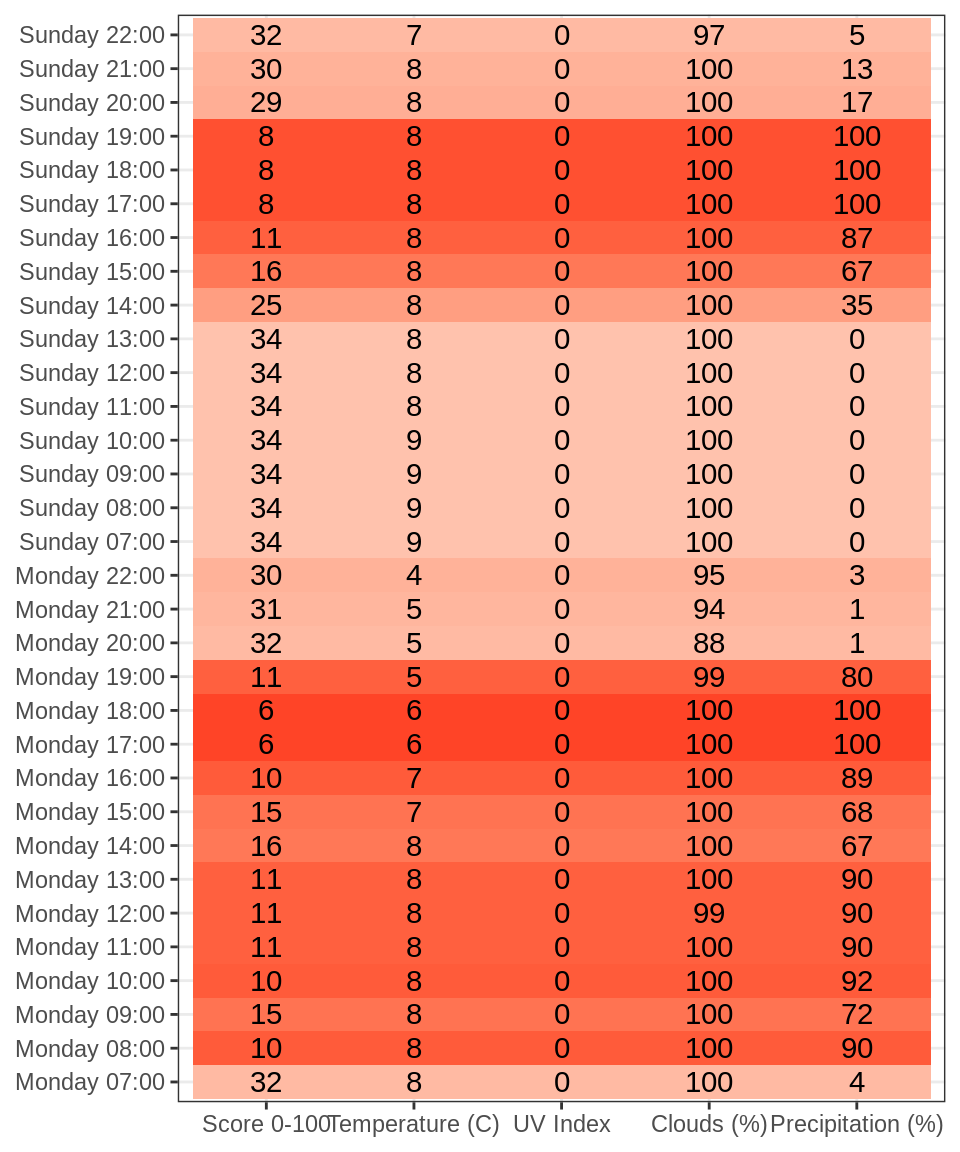 Sunday 22:00 32 7 0 97 5
Sunday 21:00 30 8 0 100 13
Sunday 20:00 29 8 0 100 17
Sunday 19:00 8 8 0 100 100
Sunday 18:00 8 8 0 100 100
Sunday 17:00 8 8 0 100 100
Sunday 16:00 11 8 0 100 87
Sunday 15:00 16 8 0 100 67
Sunday 14:00 25 8 0 100 35
Sunday 13:00 34 8 0 100 0
Sunday 12:00 34 8 0 100 0
Sunday 11:00 34 8 0 100 0
Sunday 10:00 34 9 0 100 0
Sunday 09:00 34 9 0 100 0
Sunday 08:00 34 9 0 100 0
Sunday 07:00 34 9 0 100 0
Monday 22:00 30 4 0 95 3
Monday 21:00 31 5 0 94 1
Monday 20:00 32 5 0 88 1
Monday 19:00 11 5 0 99 80
Monday 18:00 6 6 0 100 100
Monday 17:00 6 6 0 100 100
Monday 16:00 10 7 0 100 89
Monday 15:00 15 7 0 100 68
Monday 14:00 16 8 0 100 67
Monday 13:00 11 8 0 100 90
Monday 12:00 11 8 0 99 90
Monday 11:00 11 8 0 100 90
Monday 10:00 10 8 0 100 92
Monday 09:00 15 8 0 100 72
Monday 08:00 10 8 0 100 90
Monday 07:00 32 8 0 100 4
Score 0-100 Temperature (C) UV Index Clouds (%) Precipitation (%)